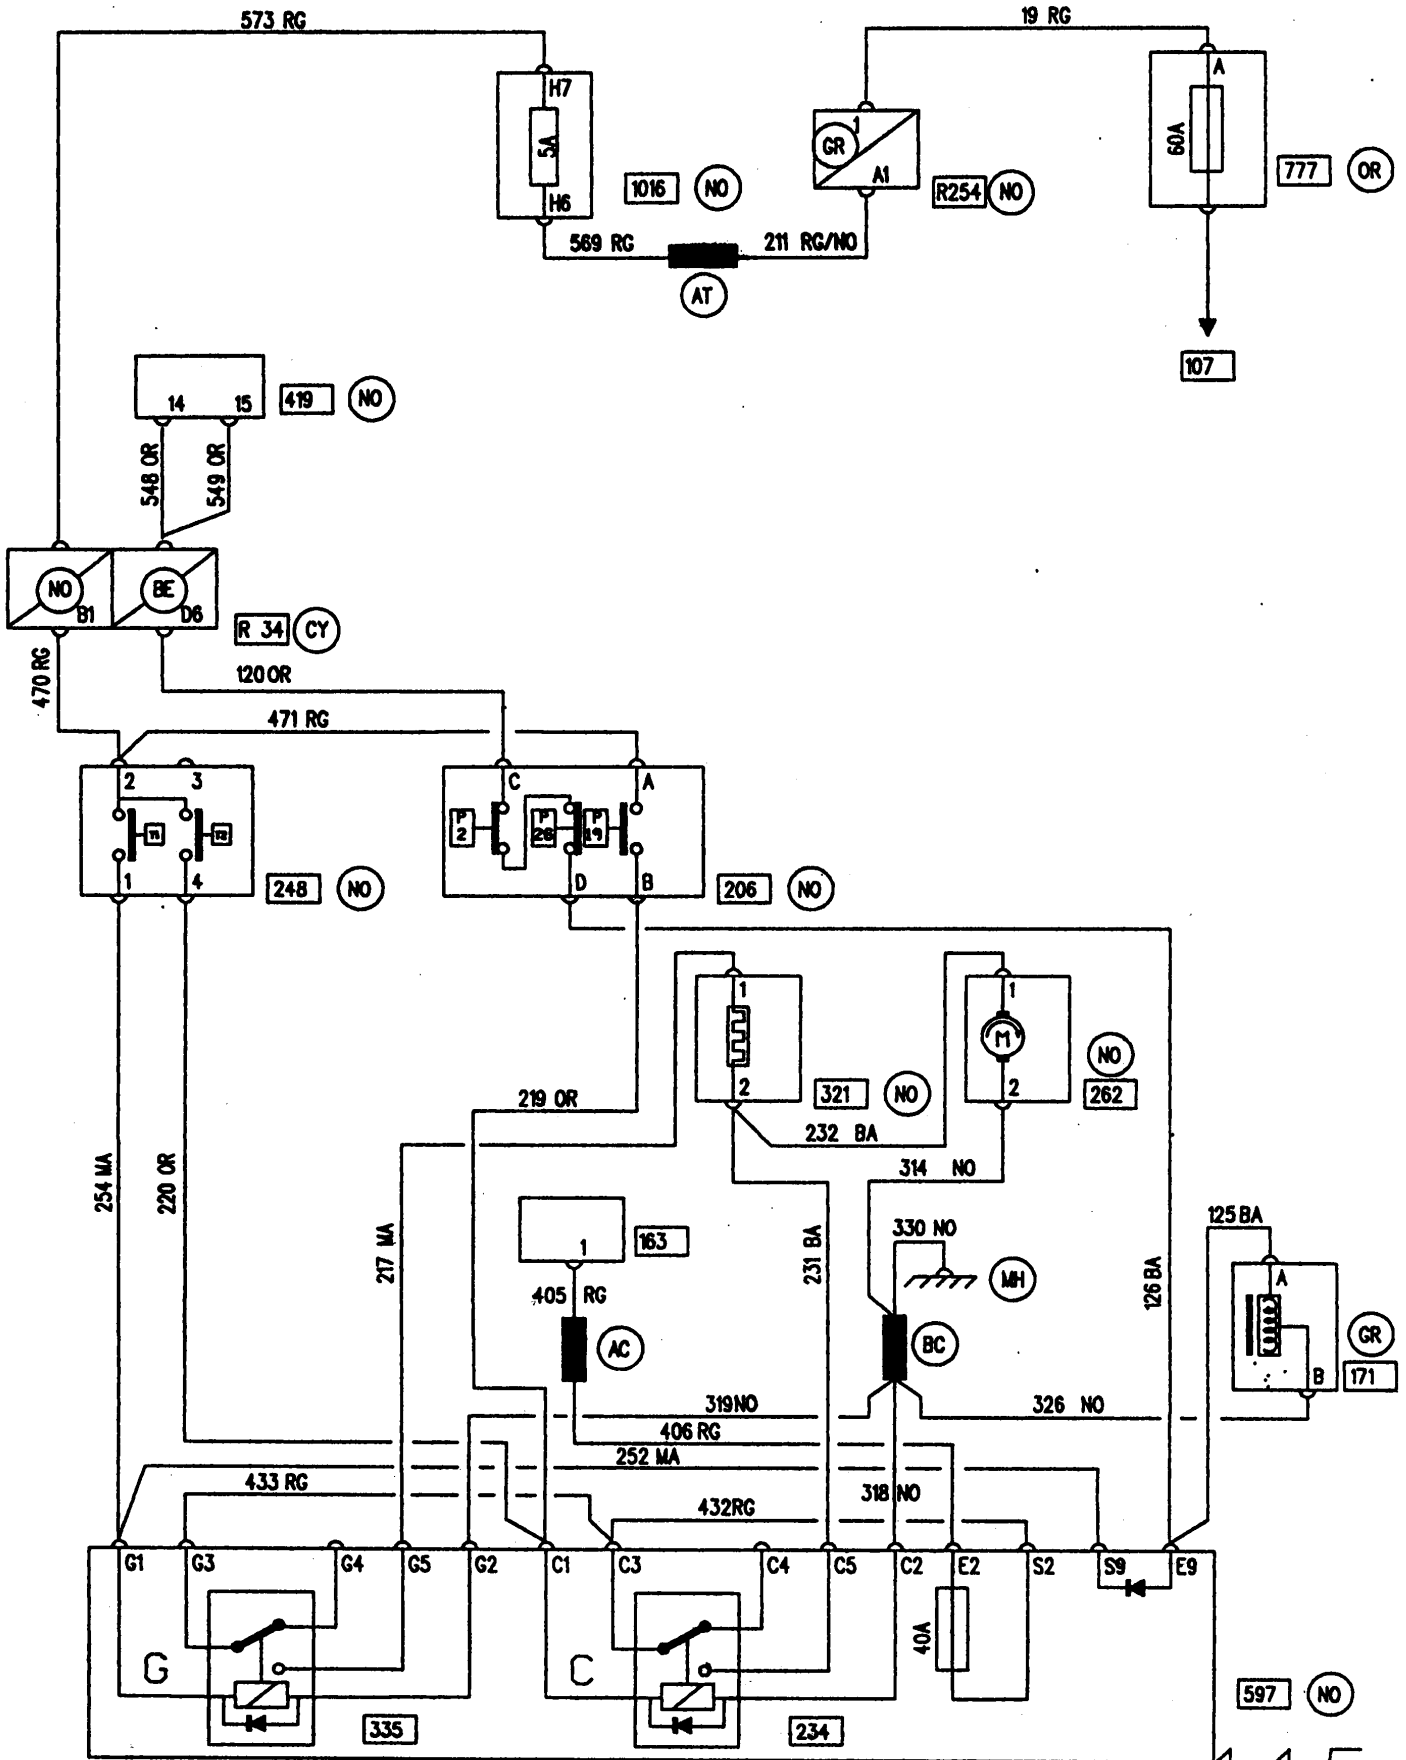 573 RG
19 RG
H7
5A
H6
1016
NO
1
GR
A1
R254
NO
A
60A
777
OR
569 RG
211 RG/NO
AT
107
14
15
419
NO
548 OR
549 OR
NO
B1
BE
D6
R 34
CY
470 RG
120 OR
471 RG
2
3
1
4
248
NO
C
A
P
2
P
26
P
19
D
B
206
NO
1
2
321
NO
1
M
2
NO
262
219 OR
232 BA
314 NO
254 MA
220 OR
217 MA
163
1
231 BA
330 NO
MH
126 BA
125 BA
A
B
GR
171
405 RG
AC
BC
319 NO
326 NO
406 RG
252 MA
433 RG
432 RG
318 NO
G1
G3
G4
G5
G2
C1
C3
C4
C5
C2
E2
S2
S9
E9
G
335
C
234
40A
597
NO